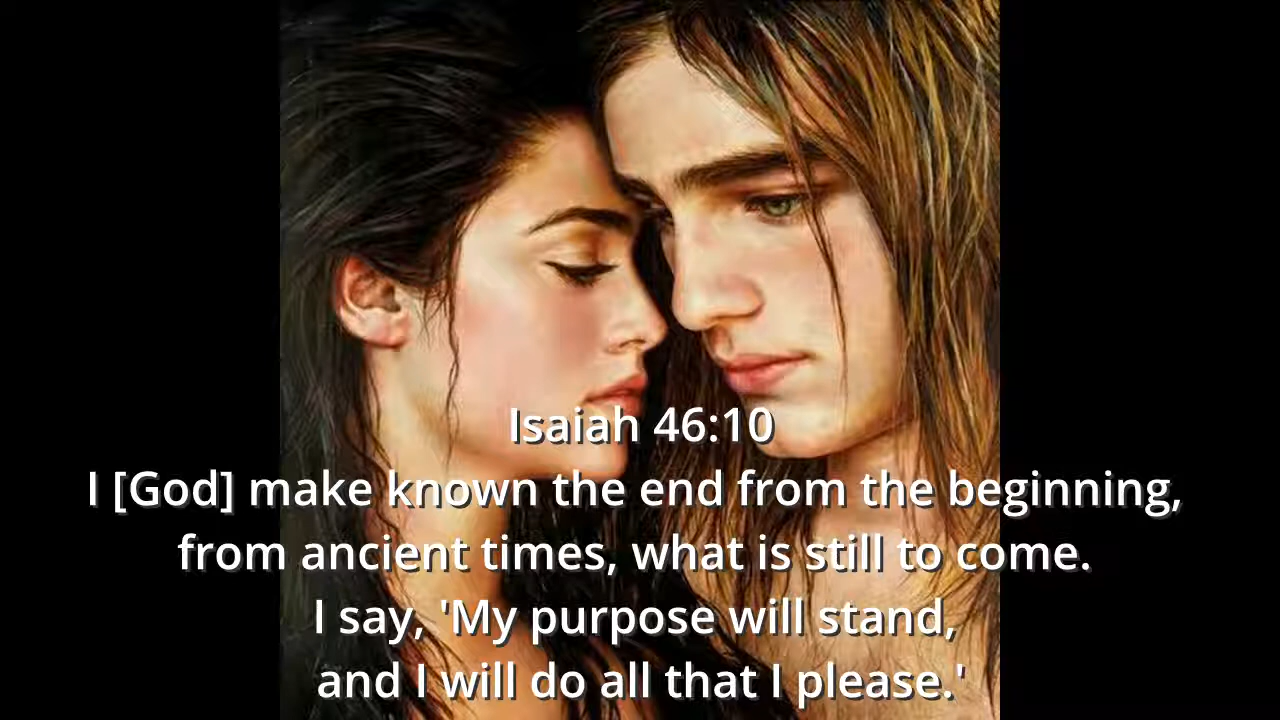 Isaiah 46:10
I [God] make known the end from the beginning,
from ancient times, what is still to come.
I say, 'My purpose will stand,
and I will do all that I please.'